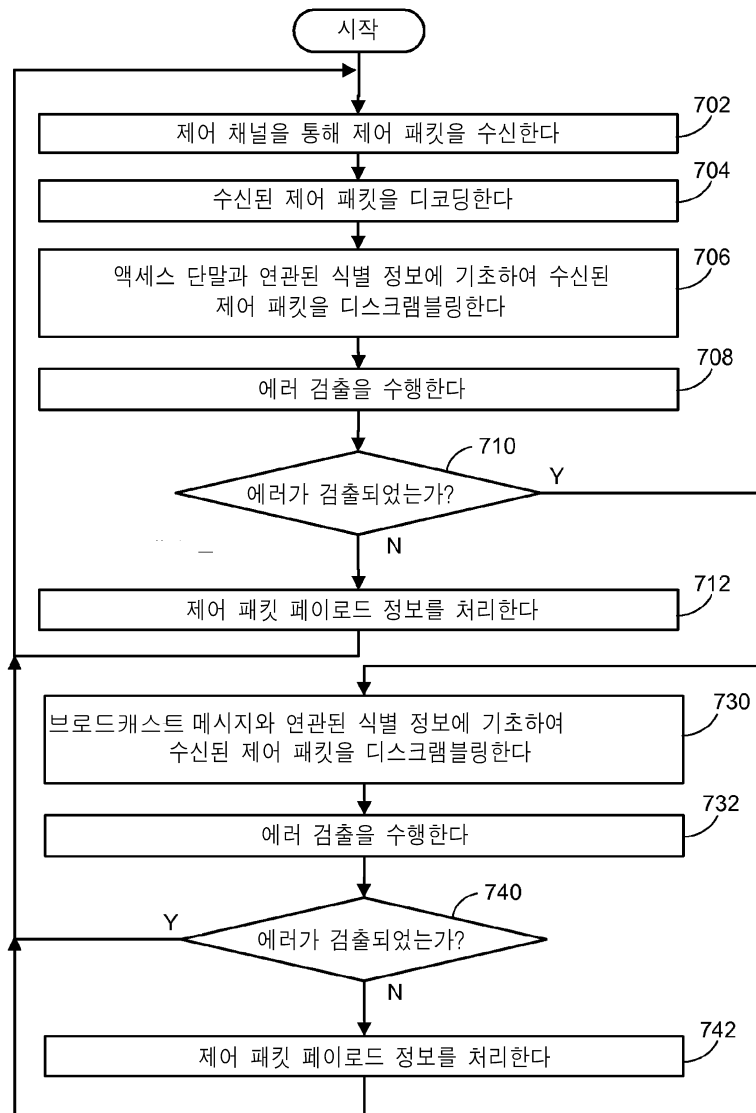 시작
제어 채널을 통해 제어 패킷을 수신한다
702
수신된 제어 패킷을 디코딩한다
704
액세스 단말과 연관된 식별 정보에 기초하여 수신된
제어 패킷을 디스크램블링한다
706
에러 검출을 수행한다
708
에러가 검출되었는가?
710
Y
N
제어 패킷 페이로드 정보를 처리한다
712
브로드캐스트 메시지와 연관된 식별 정보에 기초하여
수신된 제어 패킷을 디스크램블링한다
730
에러 검출을 수행한다
732
에러가 검출되었는가?
740
Y
N
제어 패킷 페이로드 정보를 처리한다
742